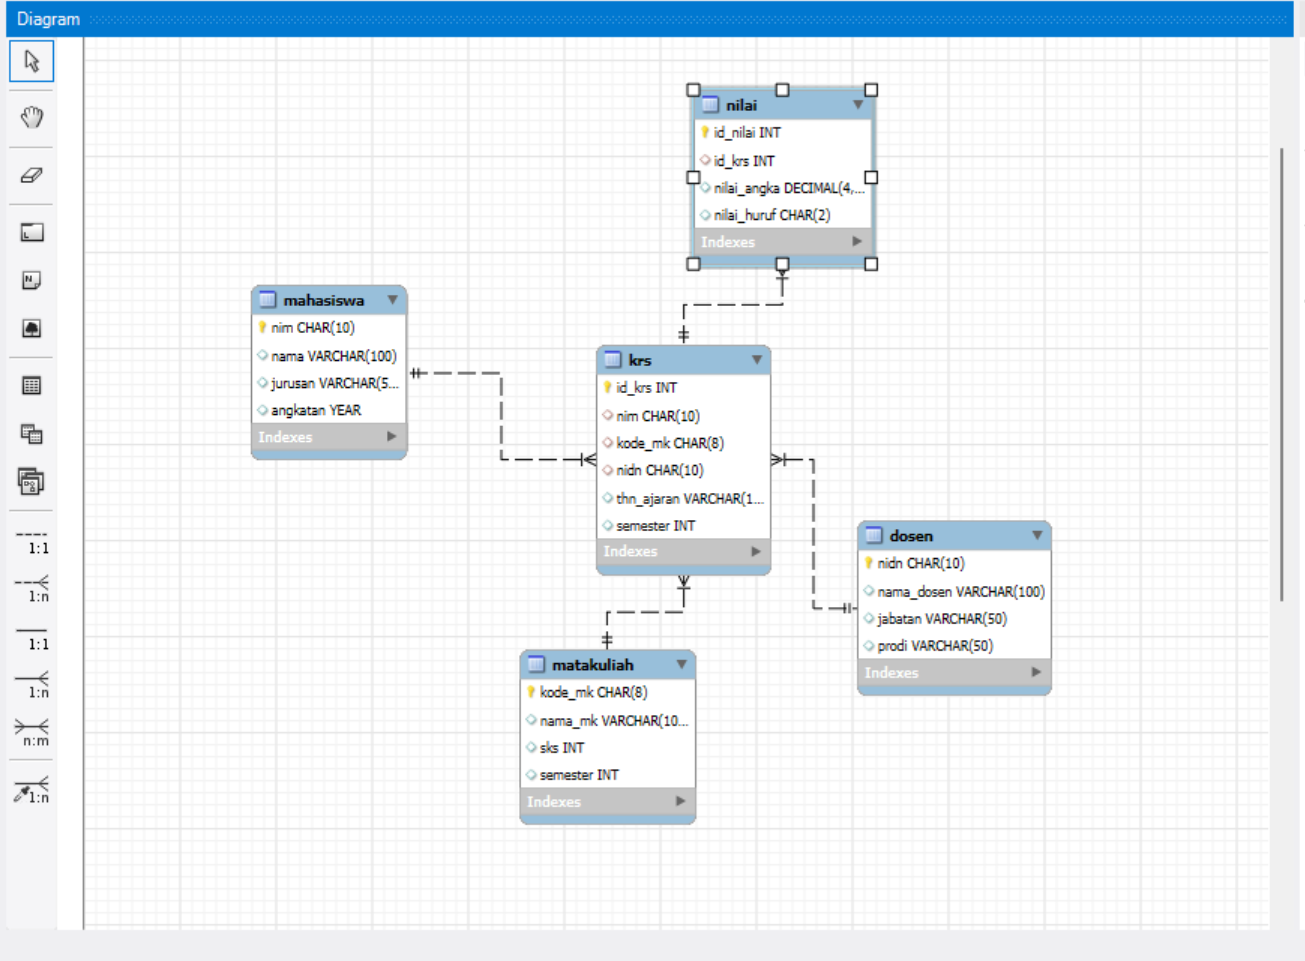 Diagram
nilai
id_nilai INT
id_krs INT
nilai_angka DECIMAL(4,...
nilai_huruf CHAR(2)
Indexes
mahasiswa
nim CHAR(10)
nama VARCHAR(100)
jurusan VARCHAR(5...
angkatan YEAR
Indexes
krs
id_krs INT
nim CHAR(10)
kode_mk CHAR(8)
nidn CHAR(10)
thn_ajaran VARCHAR(1...
semester INT
Indexes
dosen
nidn CHAR(10)
nama_dosen VARCHAR(100)
jabatan VARCHAR(50)
prodi VARCHAR(50)
Indexes
matakuliah
kode_mk CHAR(8)
nama_mk VARCHAR(10...
sks INT
semester INT
Indexes
1:1
1:n
1:1
1:n
n:m
1:n